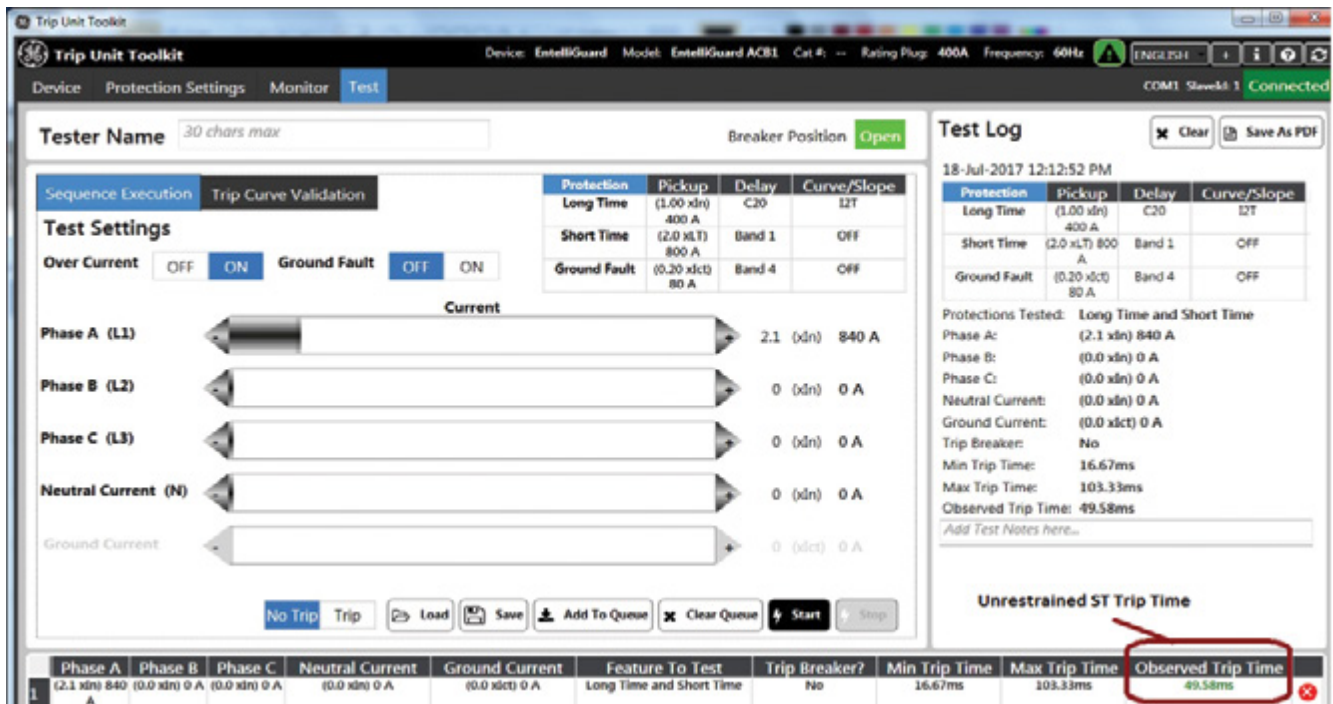 Trip Unit Toolkit
Trip Unit Toolkit Device: EntelliGuard Model: EntelliGuard ACB1 Cat #: -- Rating Plug: 400A Frequency: 60Hz ENGLISH + i ?
Device Protection Settings Monitor Test COM1 SlaveId: 1 Connected
Tester Name 30 chars max Breaker Position Open
Sequence Execution Trip Curve Validation
Protection Pickup Delay Curve/Slope
Long Time (1.00 xIn) C20 I2T
400 A
Short Time (2.0 xLT) Band 1 OFF
800 A
Ground Fault (0.20 xIct) Band 4 OFF
80 A
Test Settings
Over Current OFF ON Ground Fault OFF ON
Current
Phase A (L1) - + 2.1 (xIn) 840 A
Phase B (L2) - + 0 (xIn) 0 A
Phase C (L3) - + 0 (xIn) 0 A
Neutral Current (N) - + 0 (xIn) 0 A
Ground Current - + 0 (xIct) 0 A
No Trip Trip Load Save Add To Queue Clear Queue Start Stop
Test Log Clear Save As PDF
18-Jul-2017 12:12:52 PM
Protection Pickup Delay Curve/Slope
Long Time (1.00 xIn) C20 I2T
400 A
Short Time (2.0 xLT) 800 Band 1 OFF
A
Ground Fault (0.20 xIct) Band 4 OFF
80 A
Protections Tested: Long Time and Short Time
Phase A: (2.1 xIn) 840 A
Phase B: (0.0 xIn) 0 A
Phase C: (0.0 xIn) 0 A
Neutral Current: (0.0 xIn) 0 A
Ground Current: (0.0 xIct) 0 A
Trip Breaker: No
Min Trip Time: 16.67ms
Max Trip Time: 103.33ms
Observed Trip Time: 49.58ms
Add Test Notes here...
Unrestrained ST Trip Time
Phase A Phase B Phase C Neutral Current Ground Current Feature To Test Trip Breaker? Min Trip Time Max Trip Time Observed Trip Time
1 (2.1 xIn) 840 (0.0 xIn) 0 A (0.0 xIn) 0 A (0.0 xIn) 0 A (0.0 xIct) 0 A Long Time and Short Time No 16.67ms 103.33ms 49.58ms
A